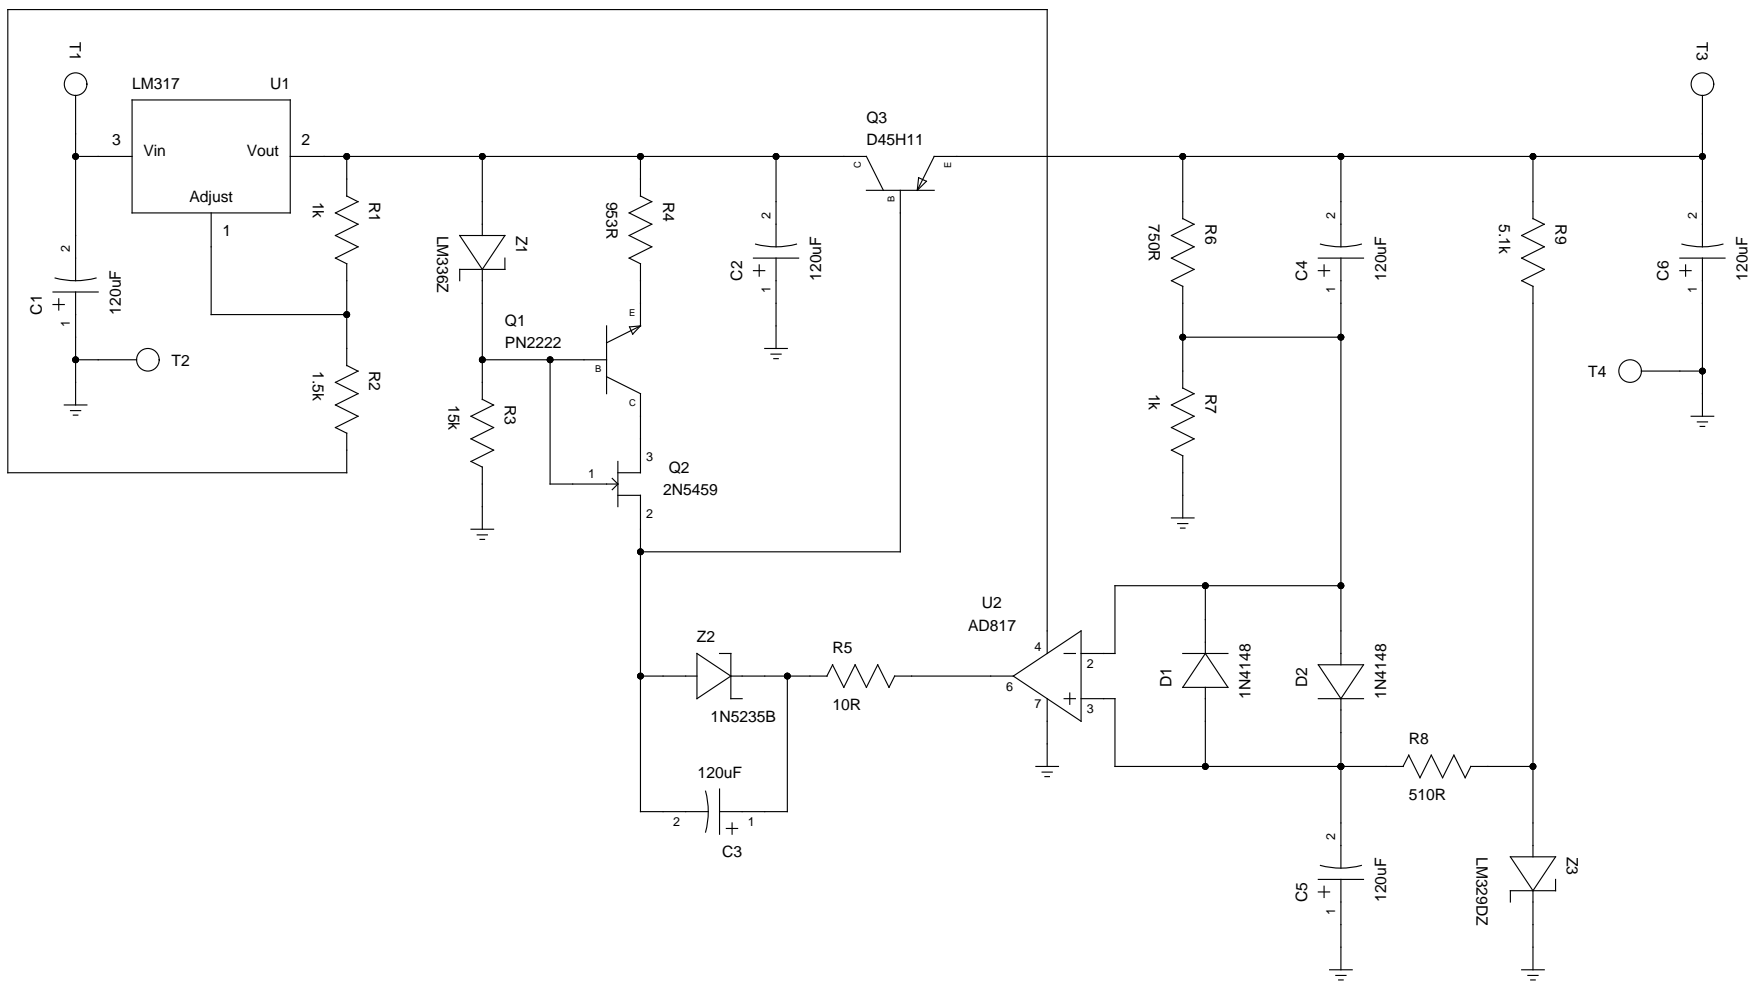 T1
LM317 U1
3 Vin Vout 2
Adjust
1
R1
1k
R2
1.5k
2
C1
120uF
1
T2
Z1
LM336Z
R3
15k
R4
953R
Q1
PN2222
E
B
C
3
1
Q2
2N5459
2
2
C2
120uF
1
Q3
D45H11
C
B
E
R6
750R
R7
1k
2
C4
120uF
1
R9
5.1k
T3
2
C6
120uF
1
T4
Z2
1N5235B
120uF
2 1
C3
R5
10R
U2
AD817
4
2
6
7
3
D1
1N4148
D2
1N4148
R8
510R
2
C5
120uF
1
Z3
LM329DZ